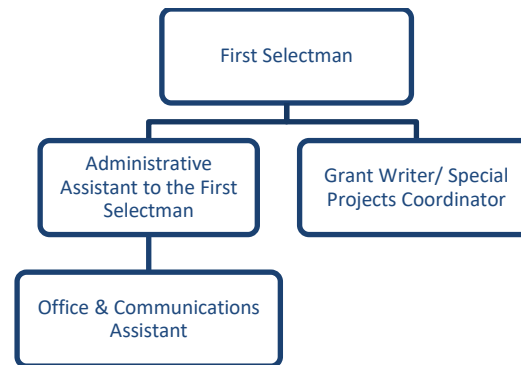 First Selectman
Administrative
Assistant to the First
Selectman
Grant Writer/ Special
Projects Coordinator
Office & Communications
Assistant